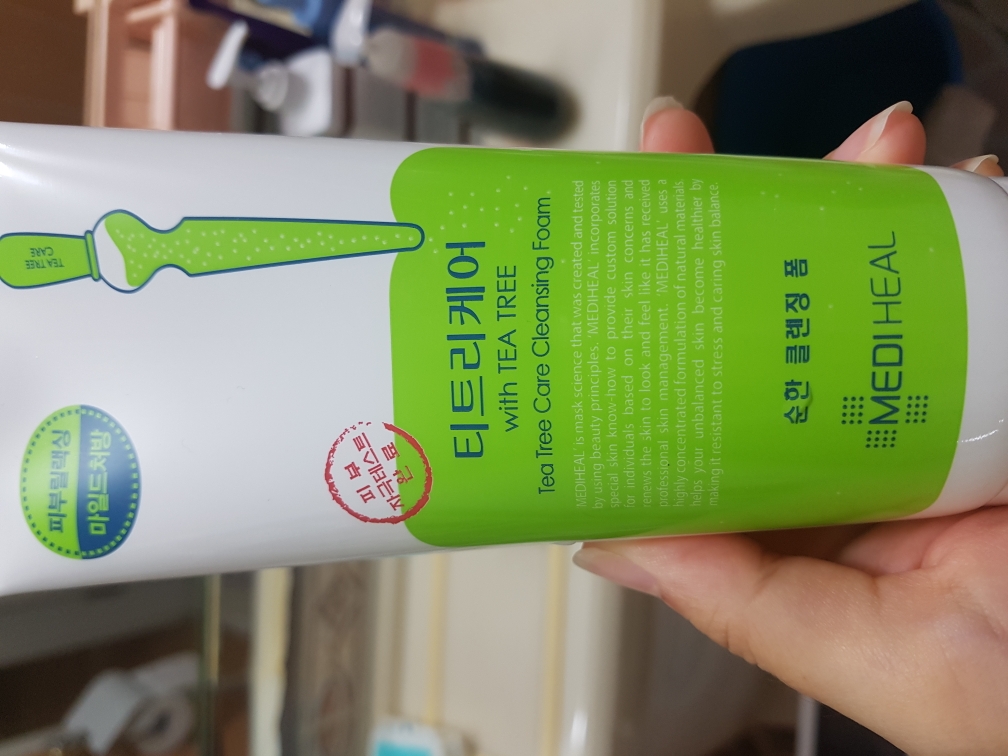 피부릴랙싱
마일드처방
TEA TREE
CARE
피부
자극테스트
완료
티트리케어
with TEA TREE
Tea Tree Care Cleansing Foam
MEDIHEAL is mask science that was created and tested
by using beauty principles. 'MEDIHEAL' incorporates
special skin know-how to provide custom solution
for individuals based on their skin concerns and
renews the skin to look and feel like it has received
professional skin management. 'MEDIHEAL' uses a
highly concentrated formulation of natural materials,
helps your unbalanced skin become healthier by
making it resistant to stress and caring skin balance.
순한 클렌징 폼
MEDIHEAL